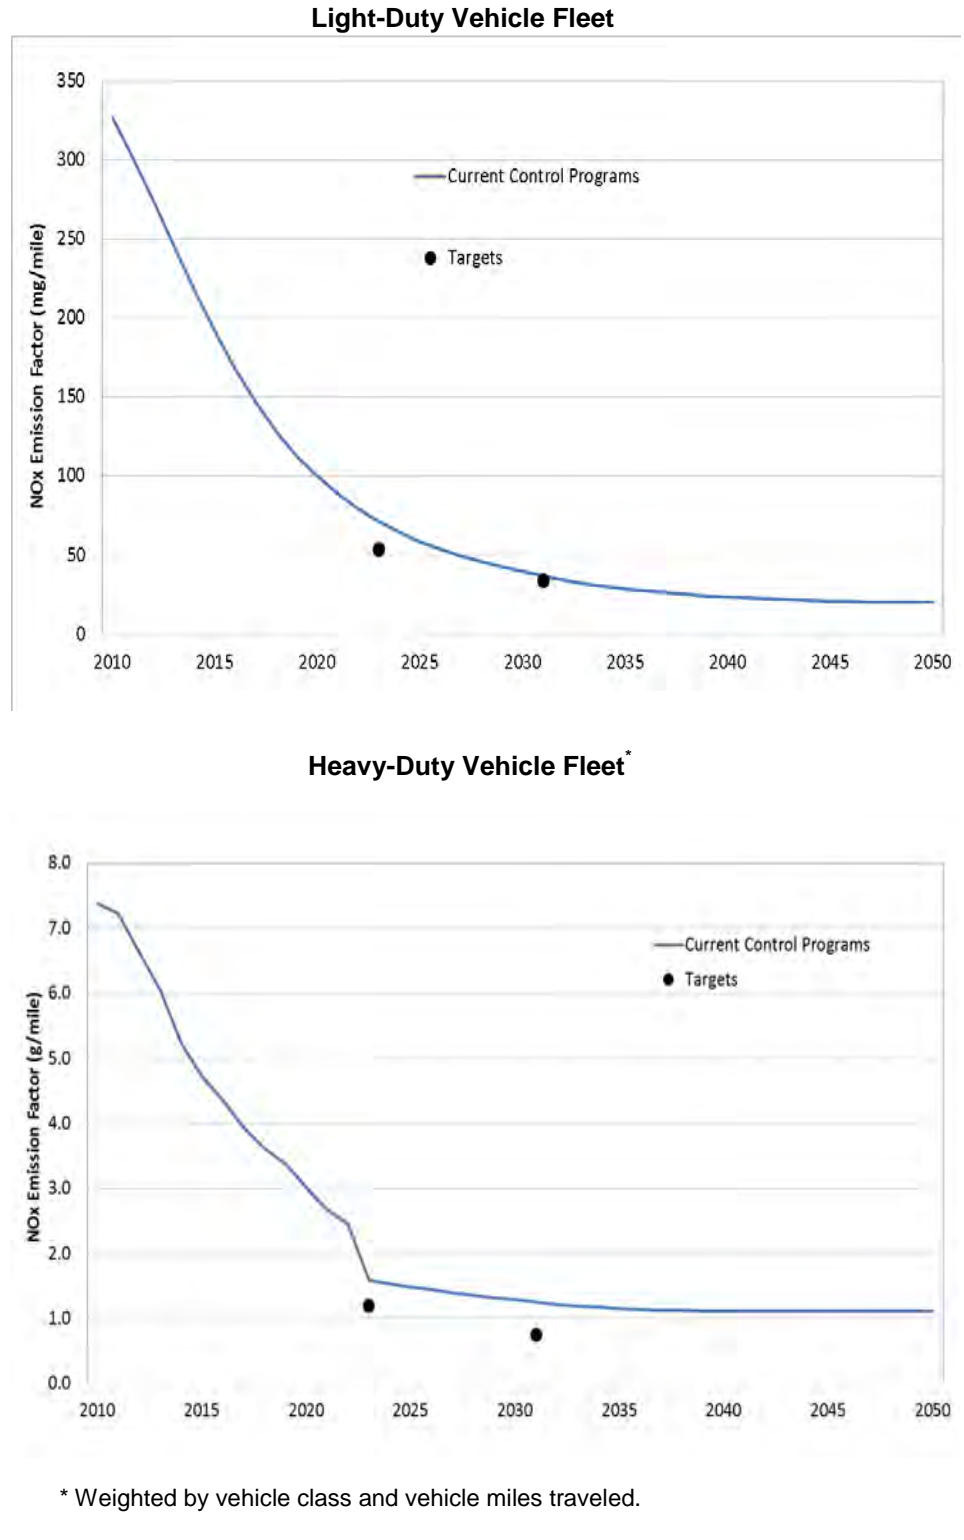 Light-Duty Vehicle Fleet
350
300
250
200
150
100
50
0
NOx Emission Factor (mg/mile)
Current Control Programs
Targets
2010 2015 2020 2025 2030 2035 2040 2045 2050
Heavy-Duty Vehicle Fleet*
8.0
7.0
6.0
5.0
4.0
3.0
2.0
1.0
0.0
NOx Emission Factor (g/mile)
Current Control Programs
Targets
2010 2015 2020 2025 2030 2035 2040 2045 2050
* Weighted by vehicle class and vehicle miles traveled.